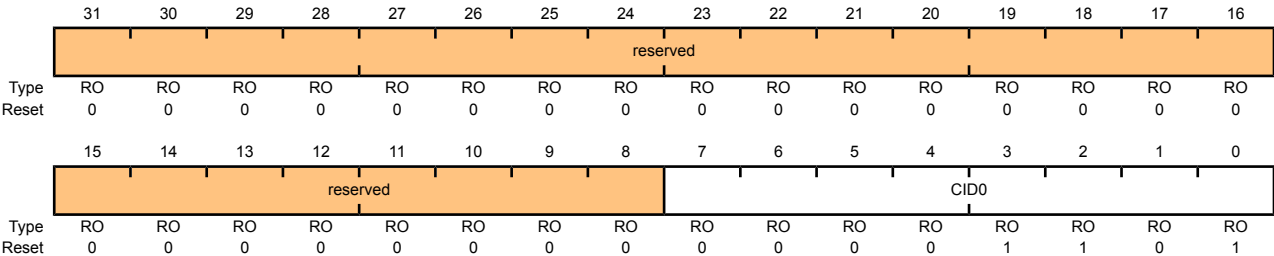 31 30 29 28 27 26 25 24 23 22 21 20 19 18 17 16
reserved
Type RO RO RO RO RO RO RO RO RO RO RO RO RO RO RO RO
Reset 0 0 0 0 0 0 0 0 0 0 0 0 0 0 0 0
15 14 13 12 11 10 9 8 7 6 5 4 3 2 1 0
reserved CID0
Type RO RO RO RO RO RO RO RO RO RO RO RO RO RO RO RO
Reset 0 0 0 0 0 0 0 0 0 0 0 0 1 1 0 1